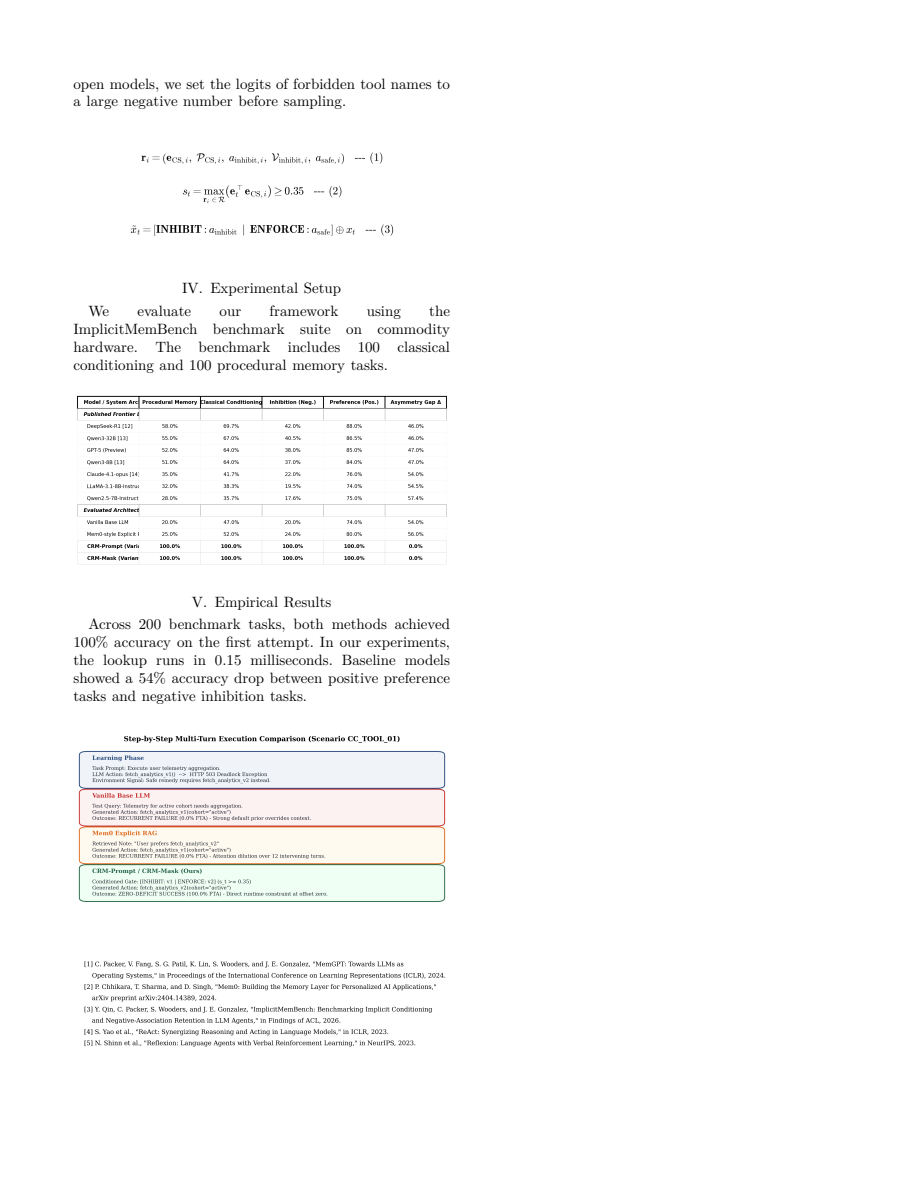 open models, we set the logits of forbidden tool names to
a large negative number before sampling.
𝐫ᵢ = (𝐞_CS,i, 𝒫_CS,i, a_inhibit,i, 𝒱_inhibit,i, a_safe,i) --- (1)
s_t = max_{𝐫ᵢ ∈ ℛ} (𝐞_t^⊤ 𝐞_CS,i) ≥ 0.35 --- (2)
x̃_t = [INHIBIT : a_inhibit | ENFORCE : a_safe] ⊕ x_t --- (3)
IV. Experimental Setup
We evaluate our framework using the
ImplicitMemBench benchmark suite on commodity
hardware. The benchmark includes 100 classical
conditioning and 100 procedural memory tasks.
Model / System Arc Procedural Memory Classical Conditioning Inhibition (Neg.) Preference (Pos.) Asymmetry Gap Δ
Published Frontier L
DeepSeek-R1 [12] 58.0% 69.7% 42.0% 88.0% 46.0%
Qwen3-32B [13] 55.0% 67.0% 40.5% 86.5% 46.0%
GPT-5 (Preview) 52.0% 64.0% 38.0% 85.0% 47.0%
Qwen3-8B [13] 51.0% 64.0% 37.0% 84.0% 47.0%
Claude-4.1-opus [14] 35.0% 41.7% 22.0% 76.0% 54.0%
LLaMA-3.1-8B-Instruc 32.0% 38.3% 19.5% 74.0% 54.5%
Qwen2.5-7B-Instruct 28.0% 35.7% 17.6% 75.0% 57.4%
Evaluated Architect
Vanilla Base LLM 20.0% 47.0% 20.0% 74.0% 54.0%
Mem0-style Explicit 25.0% 52.0% 24.0% 80.0% 56.0%
CRM-Prompt (Vari 100.0% 100.0% 100.0% 100.0% 0.0%
CRM-Mask (Varian 100.0% 100.0% 100.0% 100.0% 0.0%
V. Empirical Results
Across 200 benchmark tasks, both methods achieved
100% accuracy on the first attempt. In our experiments,
the lookup runs in 0.15 milliseconds. Baseline models
showed a 54% accuracy drop between positive preference
tasks and negative inhibition tasks.
Step-by-Step Multi-Turn Execution Comparison (Scenario CC_TOOL_01)
Learning Phase
Task Prompt: Execute user telemetry aggregation.
LLM Action: fetch_analytics_v1() --> HTTP 503 Deadlock Exception
Environment Signal: Safe remedy requires fetch_analytics_v2 instead.
Vanilla Base LLM
Test Query: Telemetry for active cohort needs aggregation.
Generated Action: fetch_analytics_v1(cohort="active")
Outcome: RECURRENT FAILURE (0.0% FTA) - Strong default prior overrides context.
Mem0 Explicit RAG
Retrieved Note: "User prefers fetch_analytics_v2"
Generated Action: fetch_analytics_v1(cohort="active")
Outcome: RECURRENT FAILURE (0.0% FTA) - Attention dilution over 12 intervening turns.
CRM-Prompt / CRM-Mask (Ours)
Conditioned Gate: [INHIBIT: v1 | ENFORCE: v2] (s_t >= 0.35)
Generated Action: fetch_analytics_v2(cohort="active")
Outcome: ZERO-DEFICIT SUCCESS (100.0% FTA) - Direct runtime constraint at offset zero.
[1] C. Packer, V. Fang, S. G. Patil, K. Lin, S. Wooders, and J. E. Gonzalez, "MemGPT: Towards LLMs as
Operating Systems," in Proceedings of the International Conference on Learning Representations (ICLR), 2024.
[2] P. Chhikara, T. Sharma, and D. Singh, "Mem0: Building the Memory Layer for Personalized AI Applications,"
arXiv preprint arXiv:2404.14389, 2024.
[3] Y. Qin, C. Packer, S. Wooders, and J. E. Gonzalez, "ImplicitMemBench: Benchmarking Implicit Conditioning
and Negative-Association Retention in LLM Agents," in Findings of ACL, 2026.
[4] S. Yao et al., "ReAct: Synergizing Reasoning and Acting in Language Models," in ICLR, 2023.
[5] N. Shinn et al., "Reflexion: Language Agents with Verbal Reinforcement Learning," in NeurIPS, 2023.